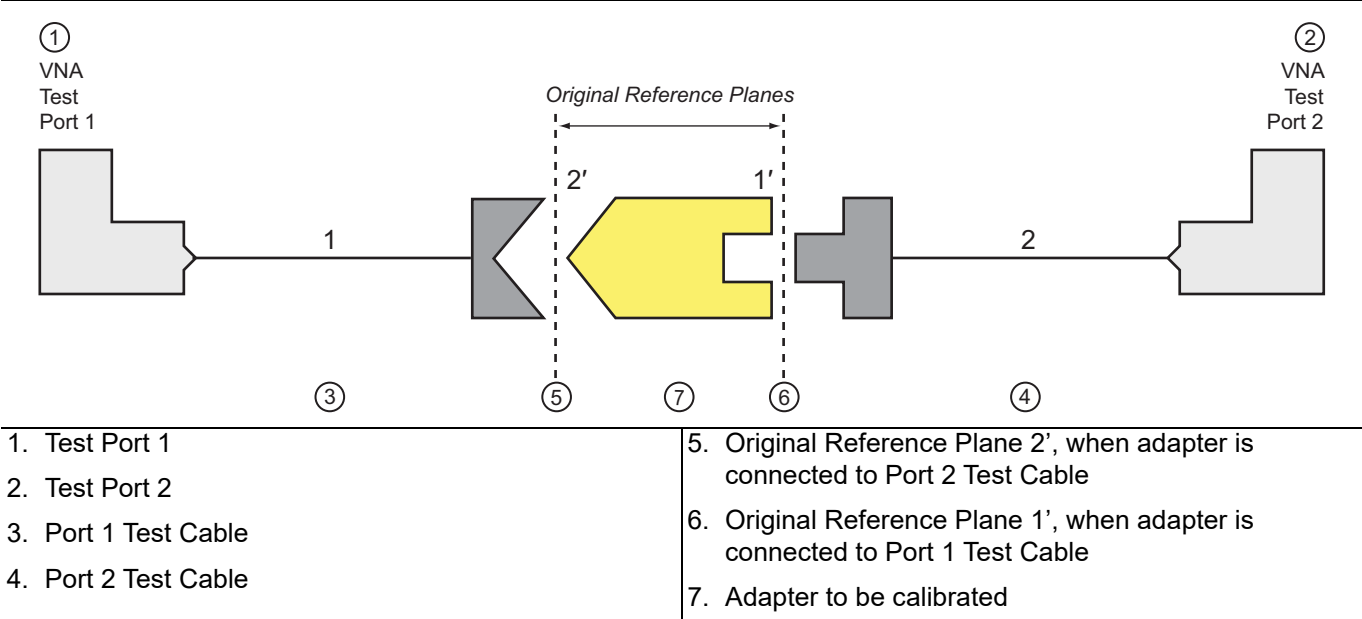 ①
VNA
Test
Port 1
②
VNA
Test
Port 2
Original Reference Planes
2′
1′
1
2
③
⑤
⑦
⑥
④
1. Test Port 1
2. Test Port 2
3. Port 1 Test Cable
4. Port 2 Test Cable
5. Original Reference Plane 2’, when adapter is
connected to Port 2 Test Cable
6. Original Reference Plane 1’, when adapter is
connected to Port 1 Test Cable
7. Adapter to be calibrated